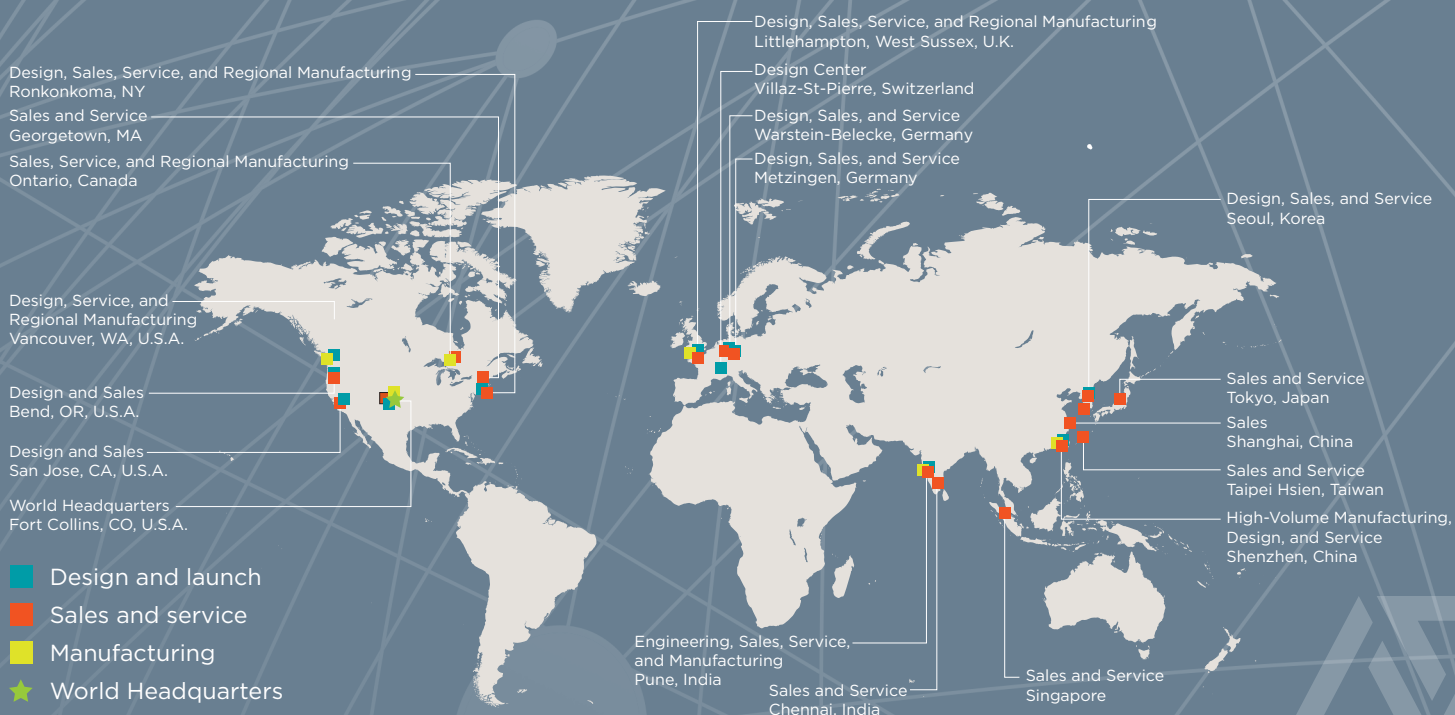 Design, Sales, Service, and Regional Manufacturing
Ronkonkoma, NY
Sales and Service
Georgetown, MA
Sales, Service, and Regional Manufacturing
Ontario, Canada
Design, Service, and
Regional Manufacturing
Vancouver, WA, U.S.A.
Design and Sales
Bend, OR, U.S.A.
Design and Sales
San Jose, CA, U.S.A.
World Headquarters
Fort Collins, CO, U.S.A.
Design and launch
Sales and service
Manufacturing
World Headquarters
Design, Sales, Service, and Regional Manufacturing
Littlehampton, West Sussex, U.K.
Design Center
Villaz-St-Pierre, Switzerland
Design, Sales, and Service
Warstein-Belecke, Germany
Design, Sales, and Service
Metzingen, Germany
Engineering, Sales, Service,
and Manufacturing
Pune, India
Sales and Service
Chennai, India
Sales and Service
Singapore
Design, Sales, and Service
Seoul, Korea
Sales and Service
Tokyo, Japan
Sales
Shanghai, China
Sales and Service
Taipei Hsien, Taiwan
High-Volume Manufacturing,
Design, and Service
Shenzhen, China